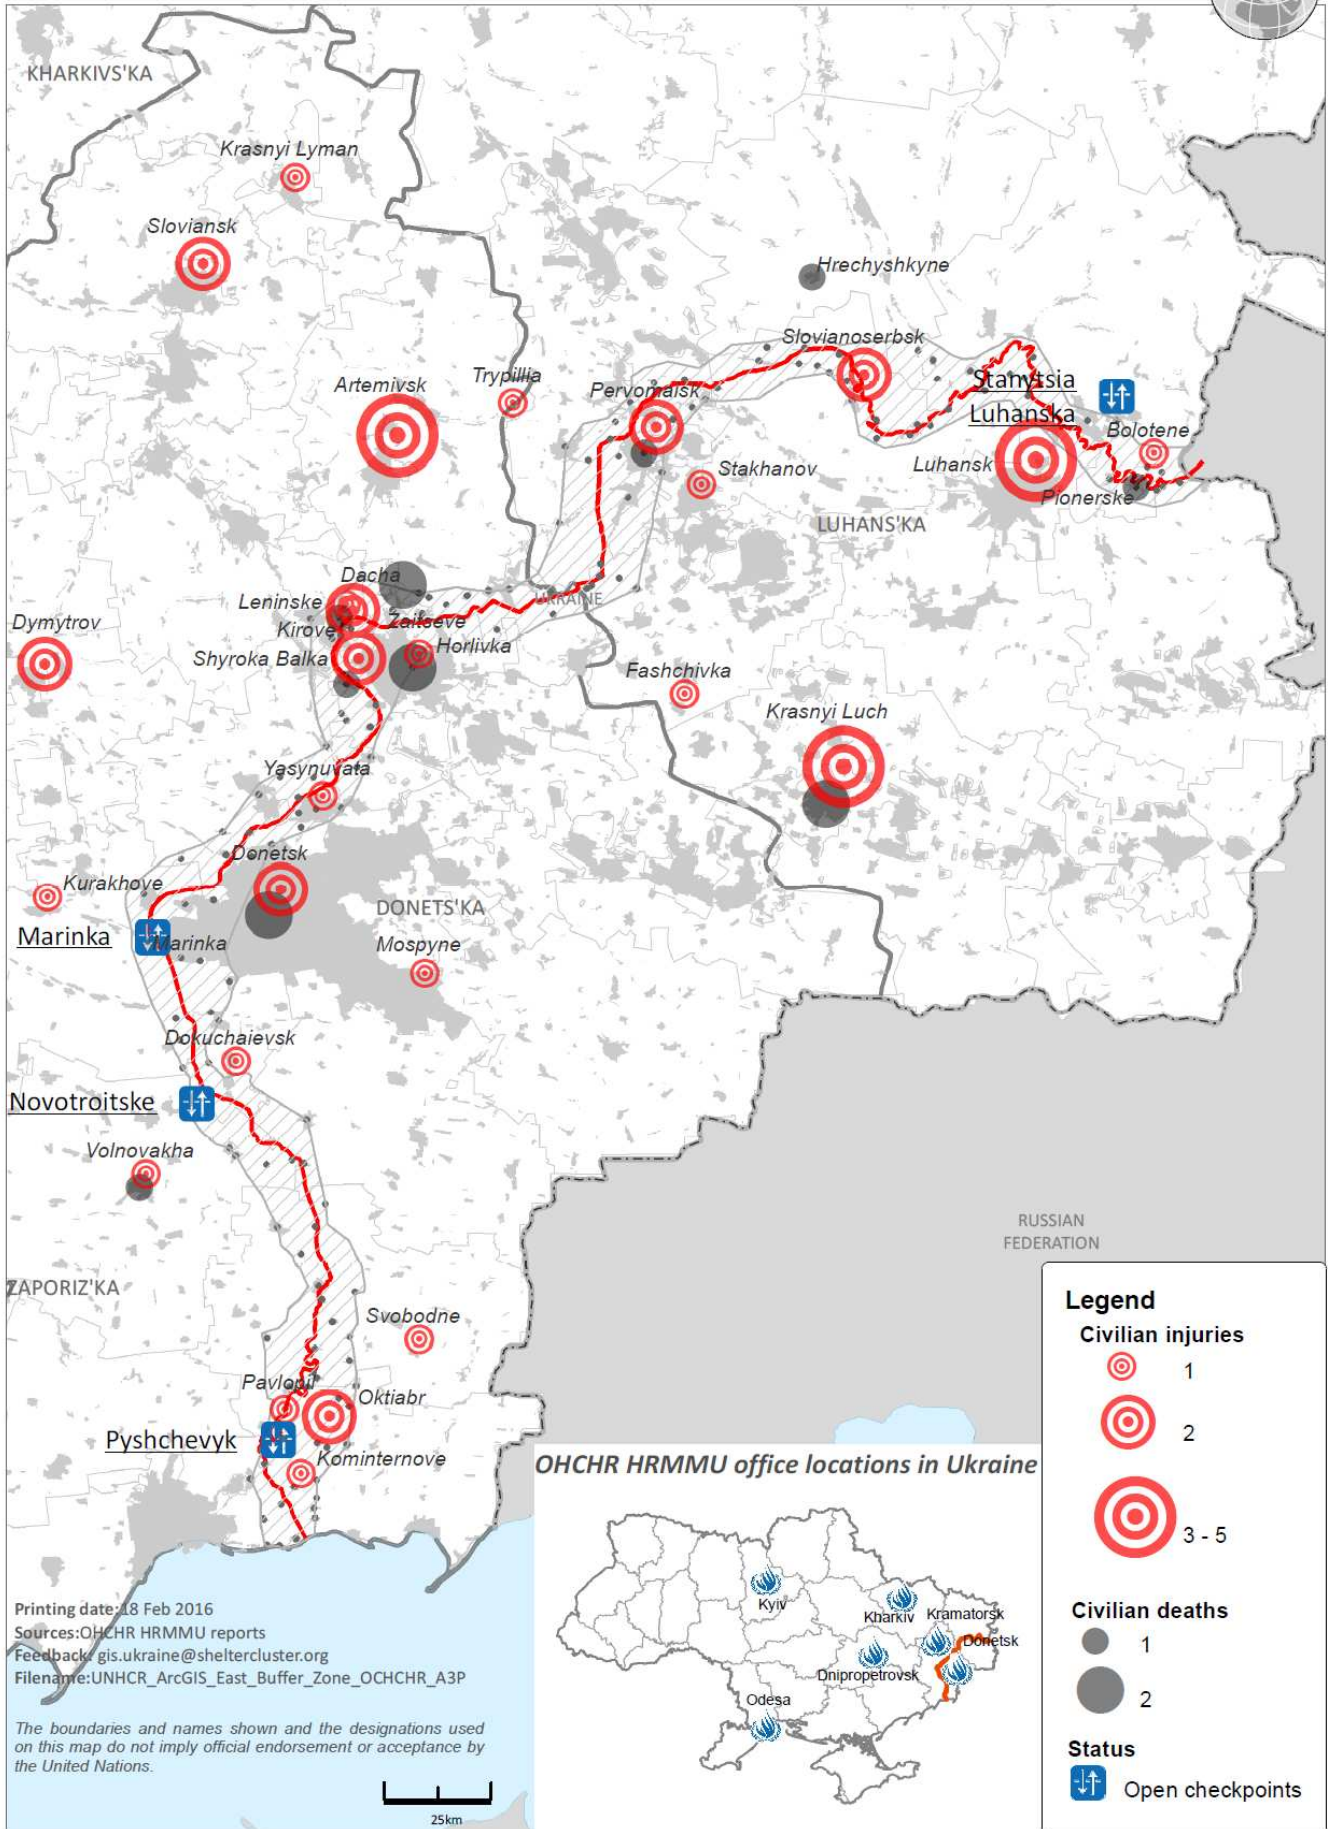 KHARKIVS'KA
Krasnyi Lyman
Sloviansk
Hrechyshkyne
Slovianoserbsk
Artemivsk
Trypillia
Pervomaisk
Stanytsia
Luhanska
Bolotene
Luhansk
Stakhanov
Pionerske
LUHANS'KA
Dacha
Leninske
UKRAINE
Dymytrov
Kirove
Zaitseve
Horlivka
Shyroka Balka
Fashchivka
Krasnyi Luch
Yasynuvata
Donetsk
Kurakhove
DONETS'KA
Marinka
Marinka
Mospyne
Dokuchaievsk
Novotroitske
Volnovakha
RUSSIAN
FEDERATION
ZAPORIZ'KA
Svobodne
Pavlopil
Oktiabr
Pyshchevyk
Kominternove
Legend
Civilian injuries
1
2
3 - 5
Civilian deaths
1
2
Status
Open checkpoints
OHCHR HRMMU office locations in Ukraine
Kyiv
Kharkiv
Kramatorsk
Donetsk
Dnipropetrovsk
Odesa
Printing date:18 Feb 2016
Sources:OHCHR HRMMU reports
Feedback: gis.ukraine@sheltercluster.org
Filename:UNHCR_ArcGIS_East_Buffer_Zone_OCHCHR_A3P
The boundaries and names shown and the designations used
on this map do not imply official endorsement or acceptance by
the United Nations.
25km